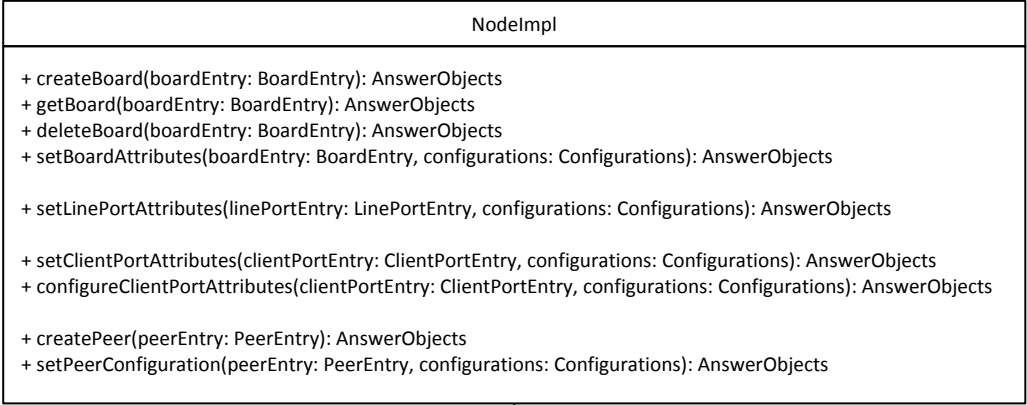 NodeImpl
+ createBoard(boardEntry: BoardEntry): AnswerObjects
+ getBoard(boardEntry: BoardEntry): AnswerObjects
+ deleteBoard(boardEntry: BoardEntry): AnswerObjects
+ setBoardAttributes(boardEntry: BoardEntry, configurations: Configurations): AnswerObjects
+ setLinePortAttributes(linePortEntry: LinePortEntry, configurations: Configurations): AnswerObjects
+ setClientPortAttributes(clientPortEntry: ClientPortEntry, configurations: Configurations): AnswerObjects
+ configureClientPortAttributes(clientPortEntry: ClientPortEntry, configurations: Configurations): AnswerObjects
+ createPeer(peerEntry: PeerEntry): AnswerObjects
+ setPeerConfiguration(peerEntry: PeerEntry, configurations: Configurations): AnswerObjects